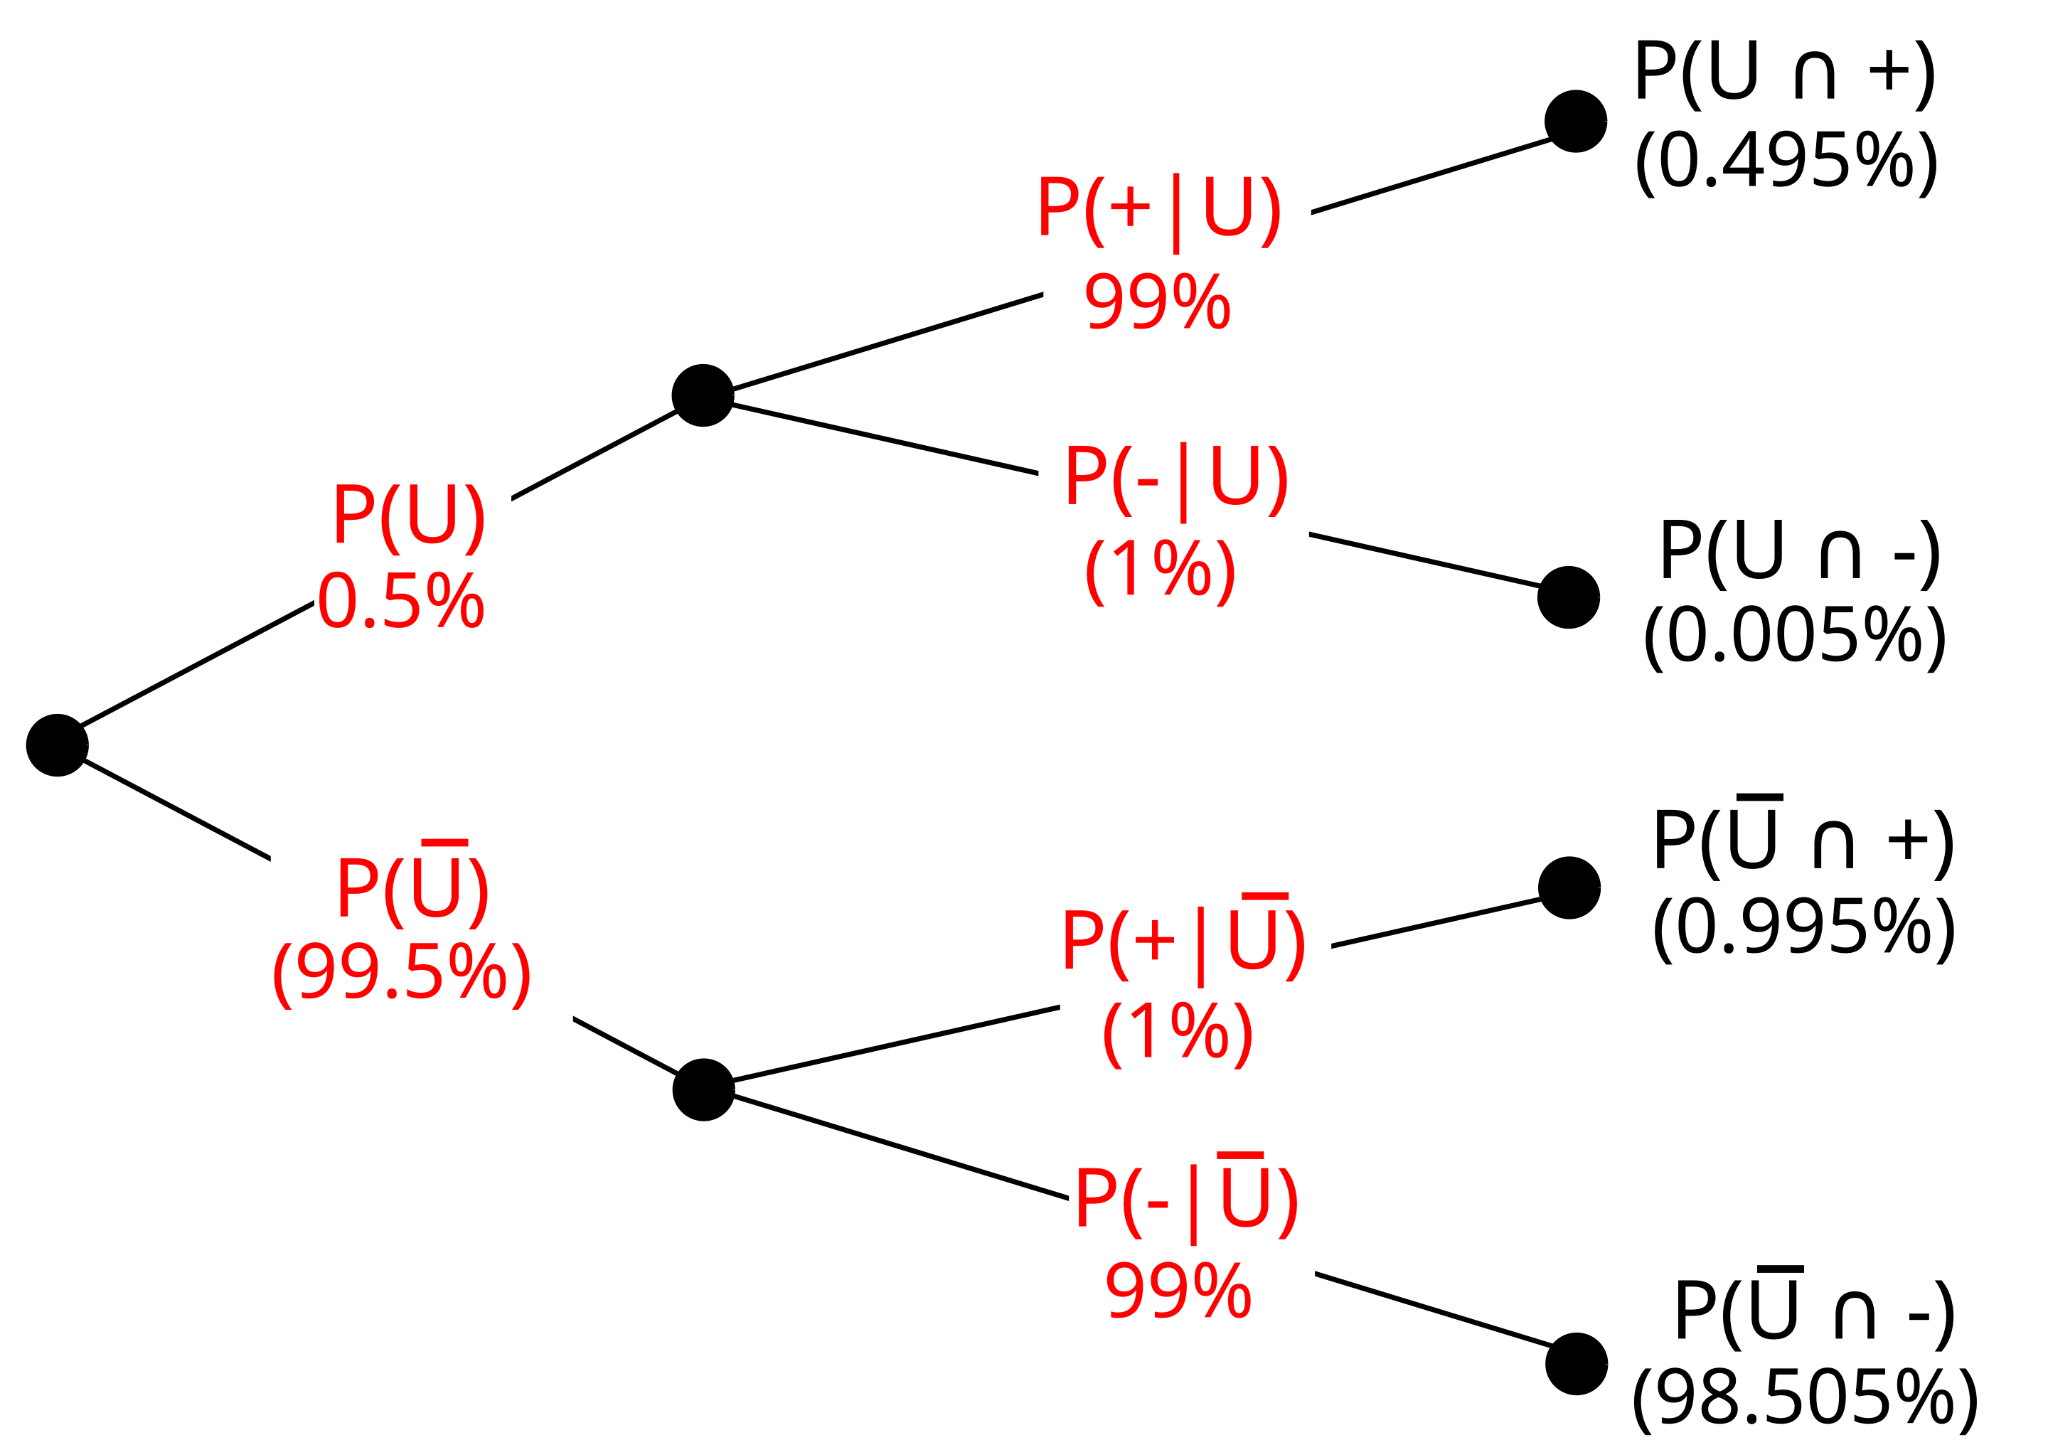 P(U ∩ +)
(0.495%)
P(+|U)
99%
P(-|U)
(1%)
P(U)
0.5%
P(U ∩ -)
(0.005%)
P(U̅)
(99.5%)
P(U̅ ∩ +)
(0.995%)
P(+|U̅)
(1%)
P(-|U̅)
99%
P(U̅ ∩ -)
(98.505%)